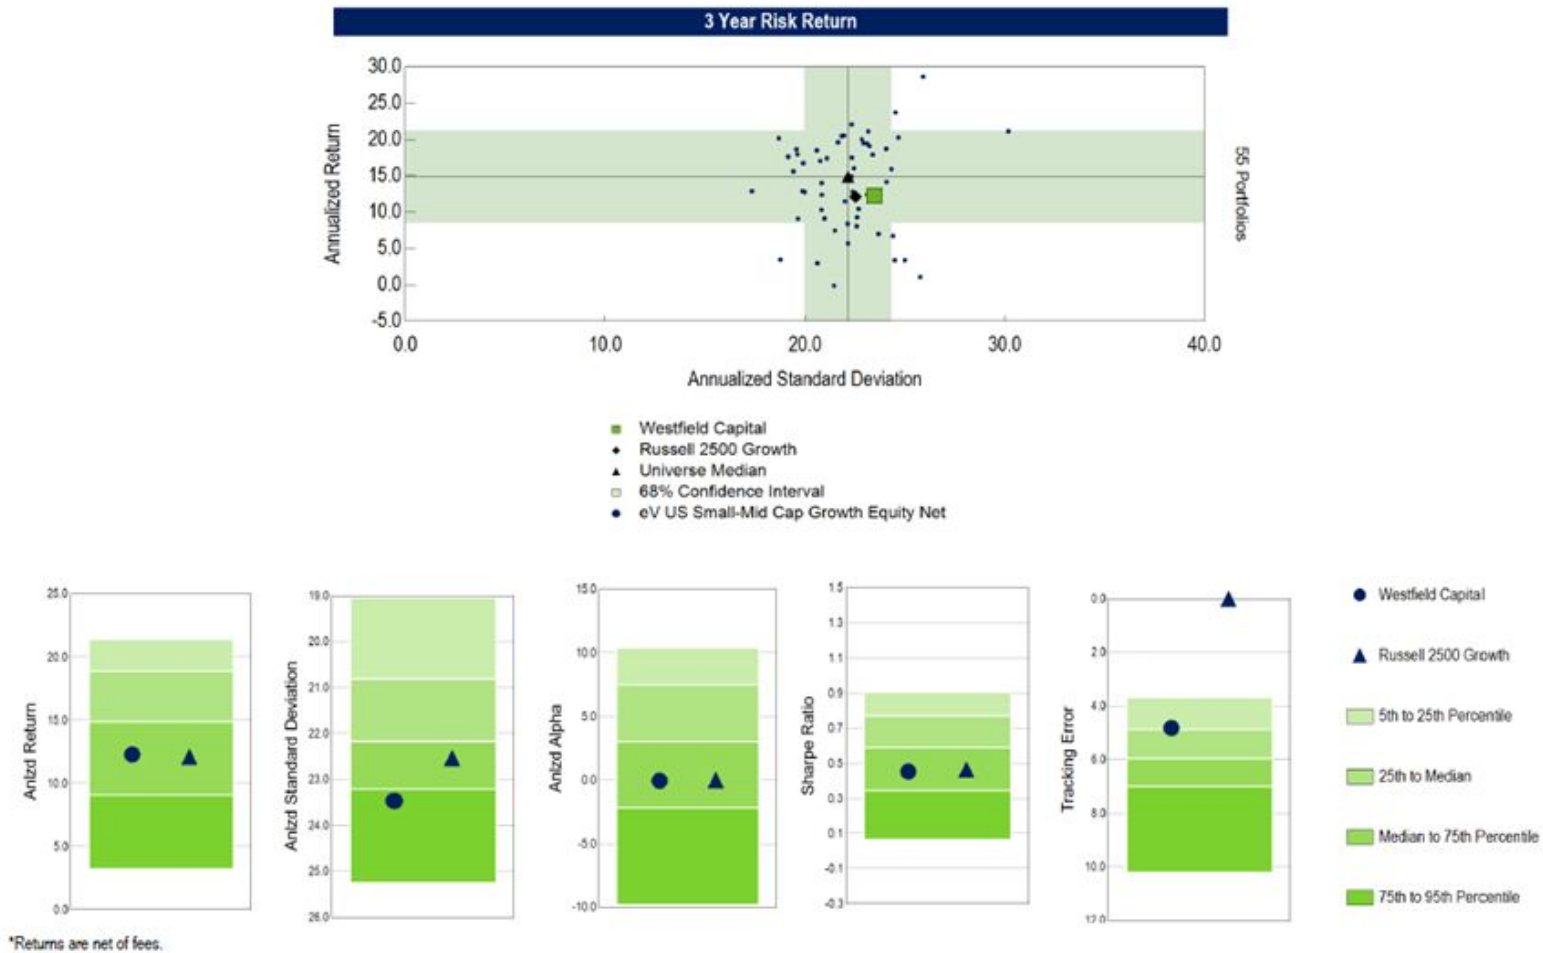 3 Year Risk Return
30.0
25.0
20.0
15.0
10.0
5.0
0.0
-5.0
Annualized Return
0.0 10.0 20.0 30.0 40.0
Annualized Standard Deviation
55 Portfolios
Westfield Capital
Russell 2500 Growth
Universe Median
68% Confidence Interval
eV US Small-Mid Cap Growth Equity Net
Anlzd Return
25.0
20.0
15.0
10.0
5.0
0.0
Anlzd Standard Deviation
19.0
20.0
21.0
22.0
23.0
24.0
25.0
26.0
Anlzd Alpha
15.0
10.0
5.0
0.0
-5.0
-10.0
Sharpe Ratio
1.5
1.3
1.1
0.9
0.7
0.5
0.3
0.1
-0.1
-0.3
Tracking Error
0.0
2.0
4.0
6.0
8.0
10.0
12.0
Westfield Capital
Russell 2500 Growth
5th to 25th Percentile
25th to Median
Median to 75th Percentile
75th to 95th Percentile
*Returns are net of fees.